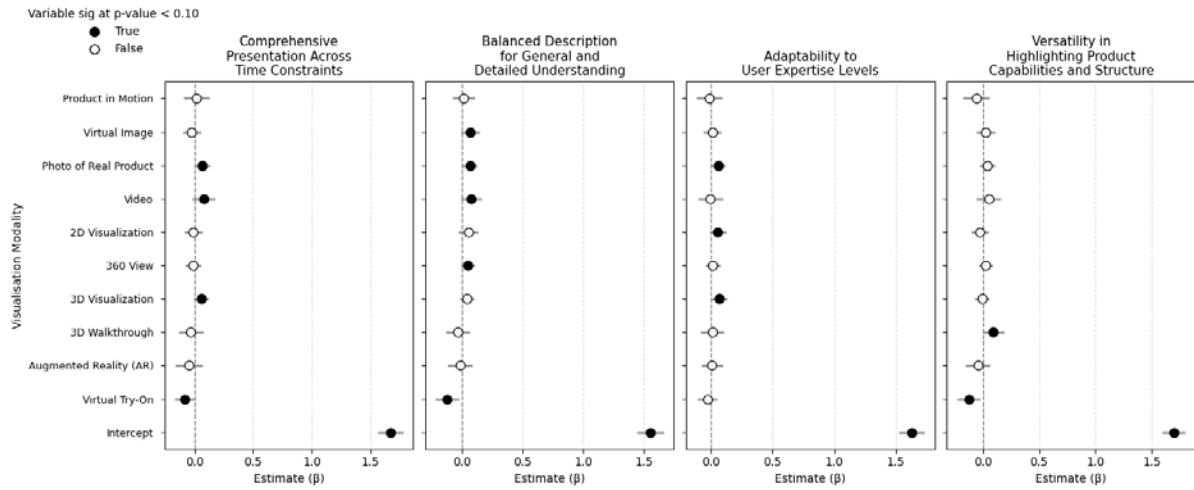 Variable sig at p-value < 0.10
True
False
Comprehensive
Presentation Across
Time Constraints
Balanced Description
for General and
Detailed Understanding
Adaptability to
User Expertise Levels
Versatility in
Highlighting Product
Capabilities and Structure
Visualisation Modality
Product in Motion
Virtual Image
Photo of Real Product
Video
2D Visualization
360 View
3D Visualization
3D Walkthrough
Augmented Reality (AR)
Virtual Try-On
Intercept
0.0 0.5 1.0 1.5
0.0 0.5 1.0 1.5
0.0 0.5 1.0 1.5
0.0 0.5 1.0 1.5
Estimate (β)
Estimate (β)
Estimate (β)
Estimate (β)